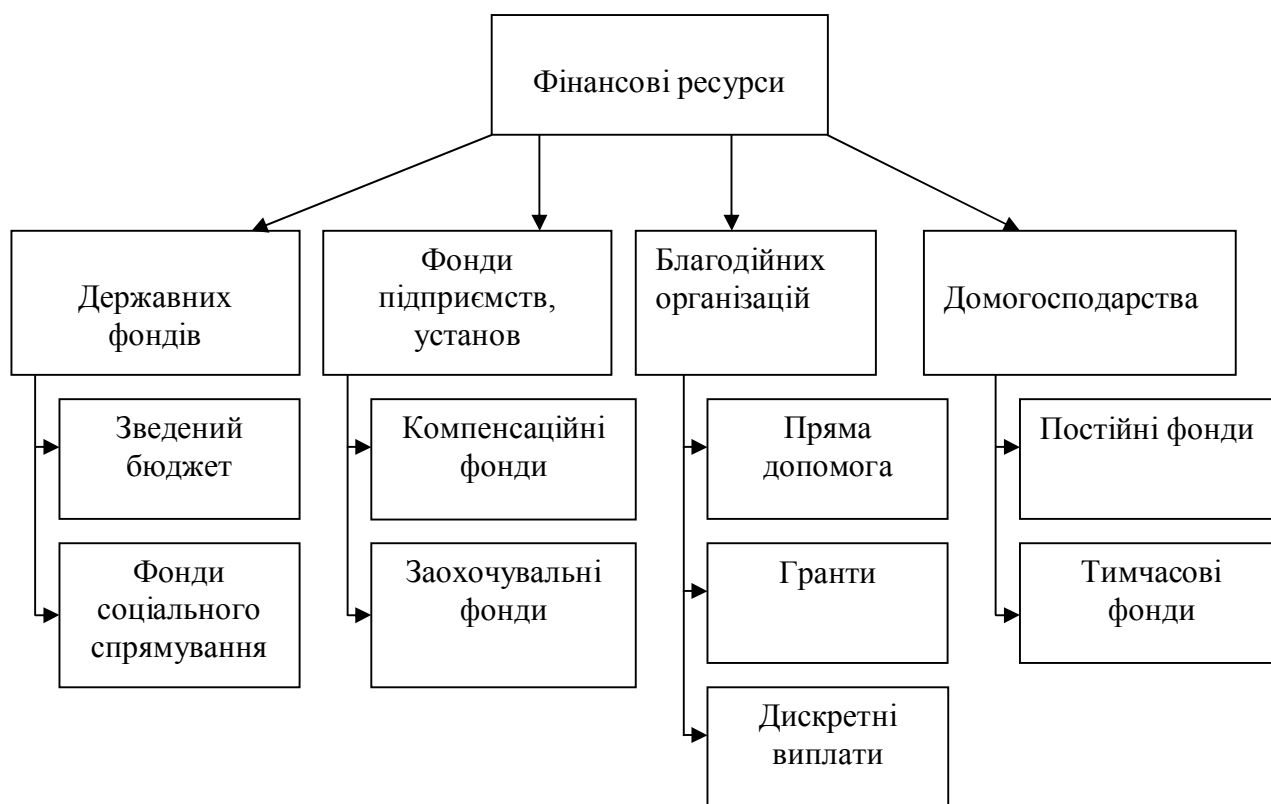 Фінансові ресурси
Державних
фондів
Фонди
підприємств,
установ
Благодійних
організацій
Домогосподарства
Зведений
бюджет
Компенсаційні
фонди
Пряма
допомога
Постійні фонди
Фонди
соціального
спрямування
Заохочувальні
фонди
Гранти
Тимчасові
фонди
Дискретні
виплати